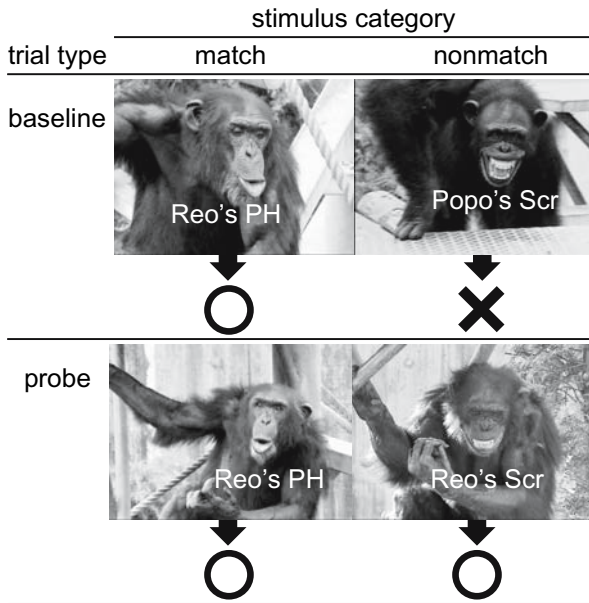 stimulus category
trial type match nonmatch
baseline
Reo's PH Popo's Scr
probe
Reo's PH Reo's Scr